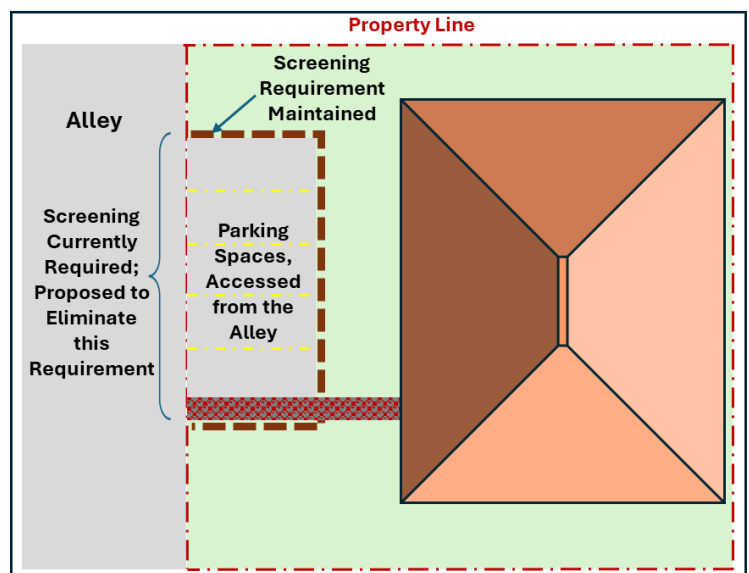 Property Line
Screening
Requirement
Maintained
Alley
Screening
Currently
Required;
Proposed to
Eliminate
this
Requirement
Parking
Spaces,
Accessed
from the
Alley